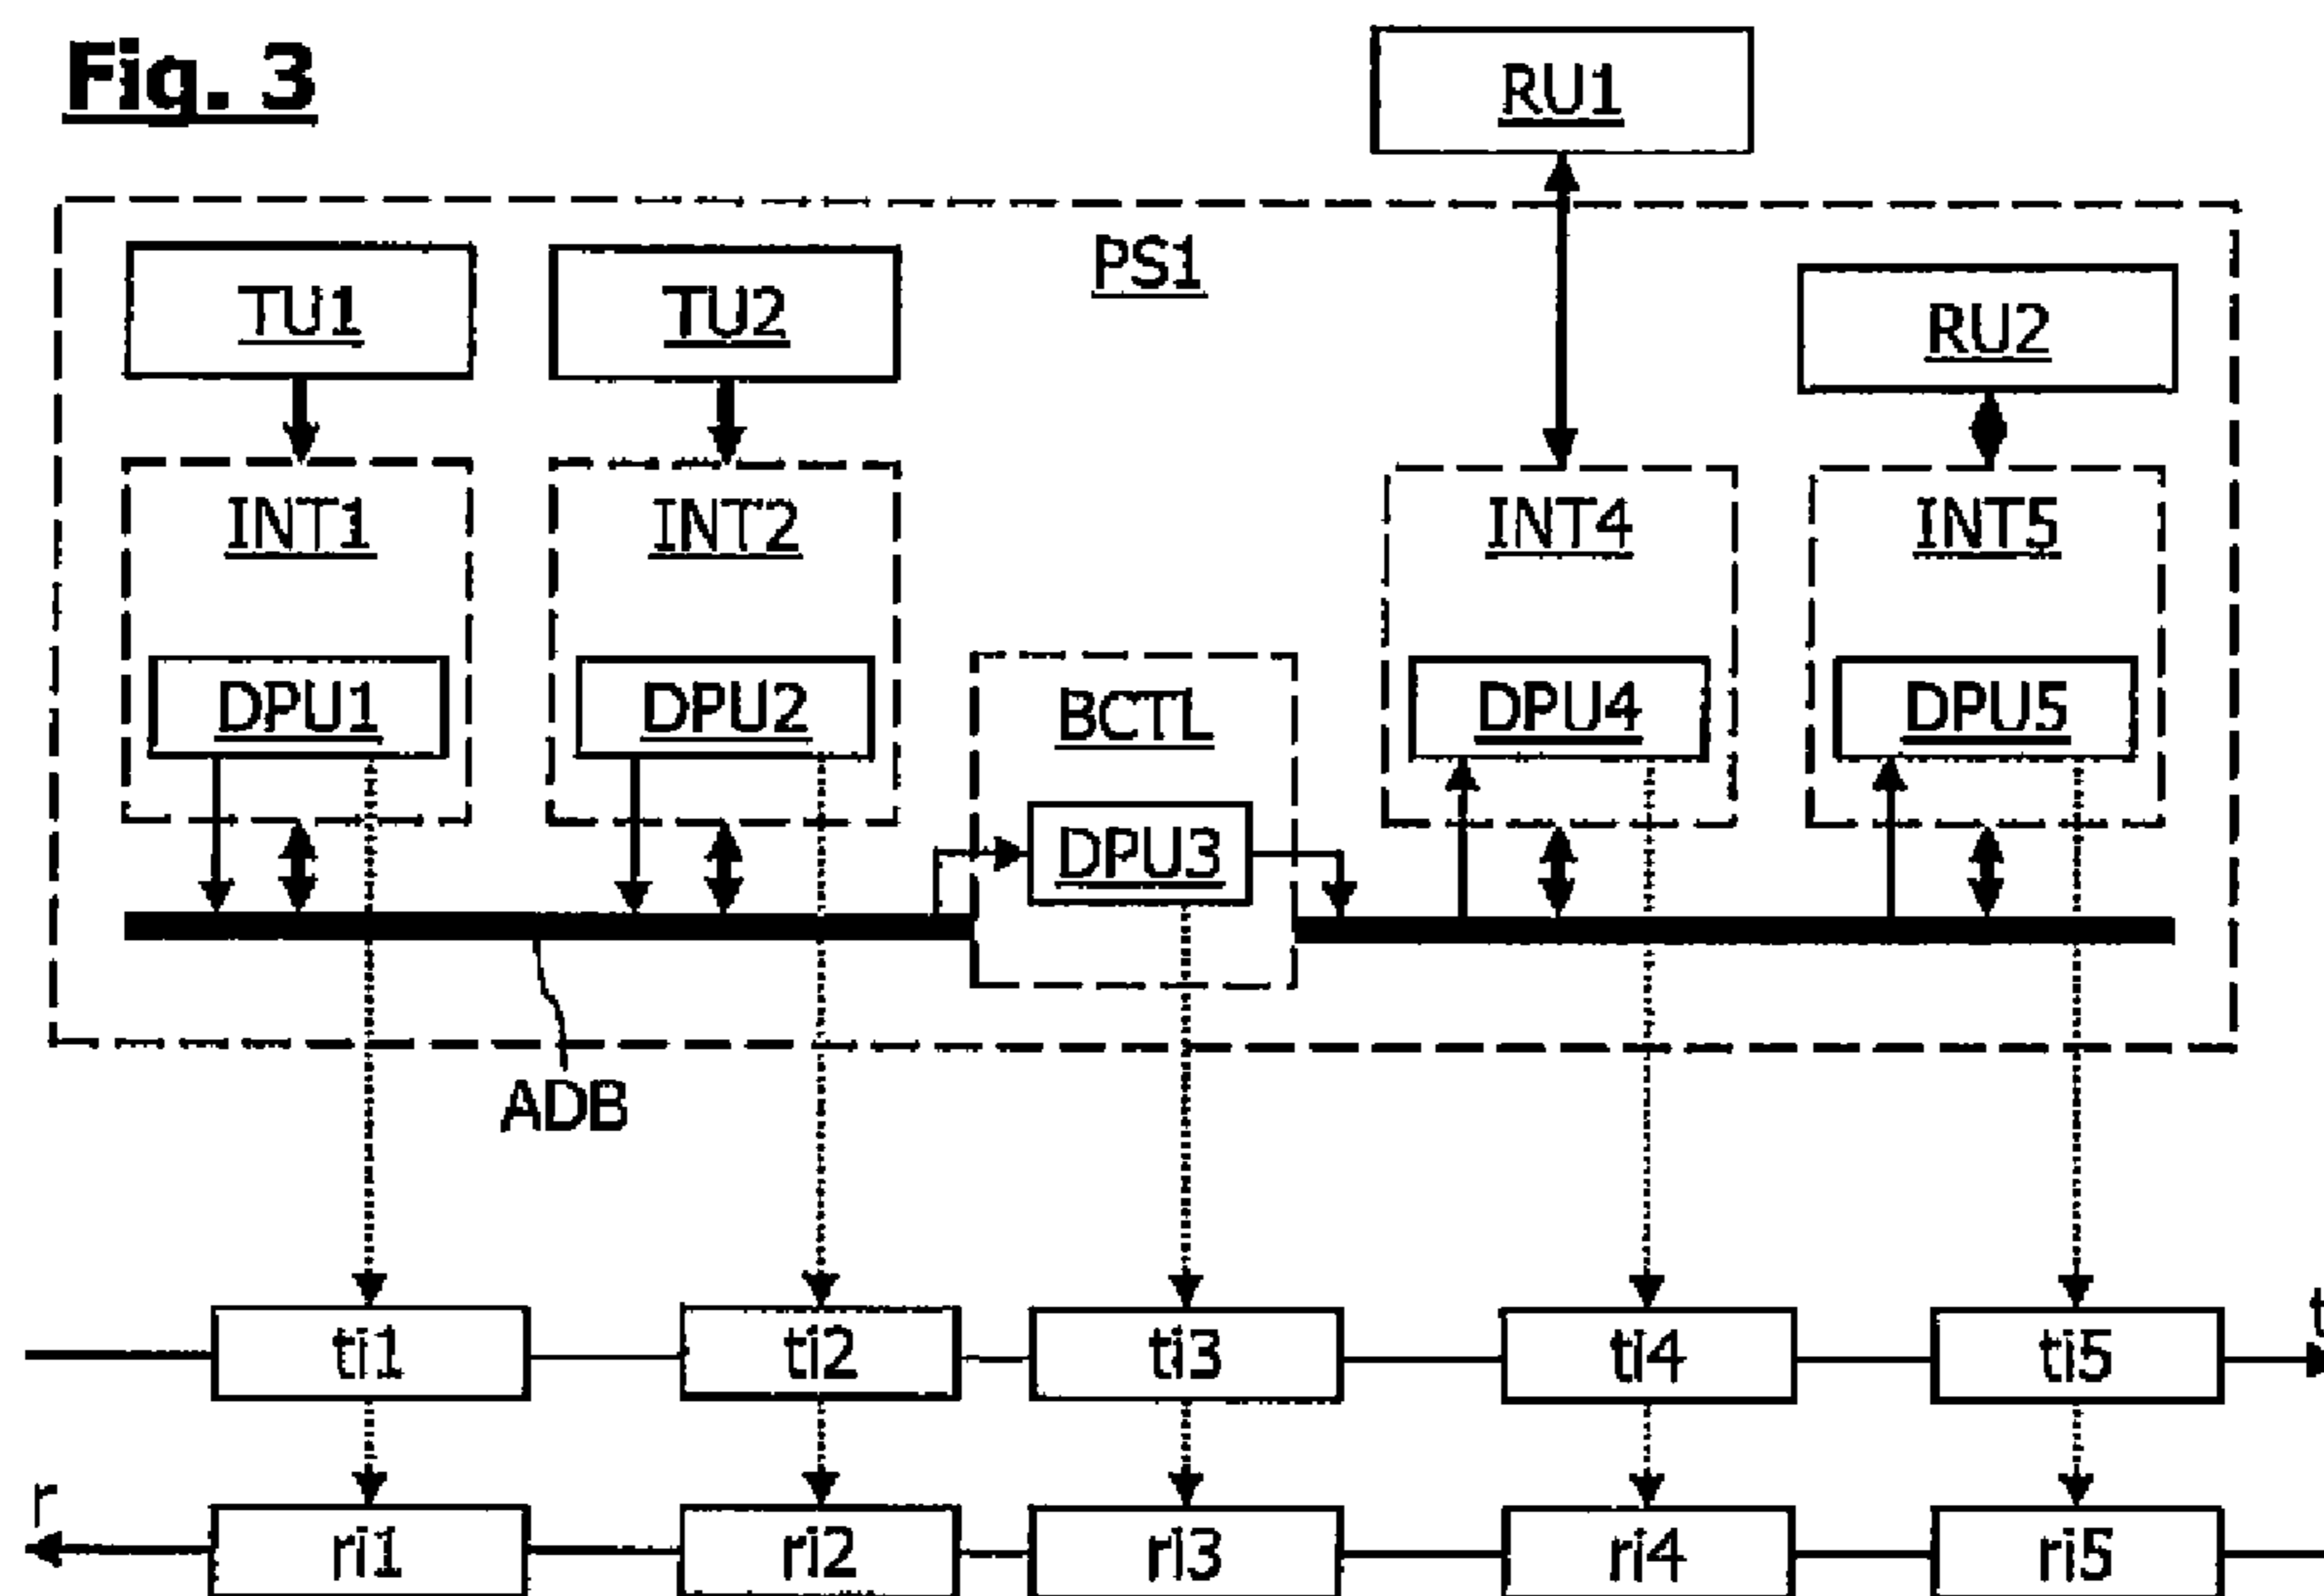 Fig. 3
RU1
PS1
TU1
TU2
RU2
INT1
INT2
INT4
INT5
DPU1
DPU2
BCTL
DPU4
DPU5
DPU3
ADB
t
ti1
ti2
ti3
ti4
ti5
r
ri1
ri2
ri3
ri4
ri5